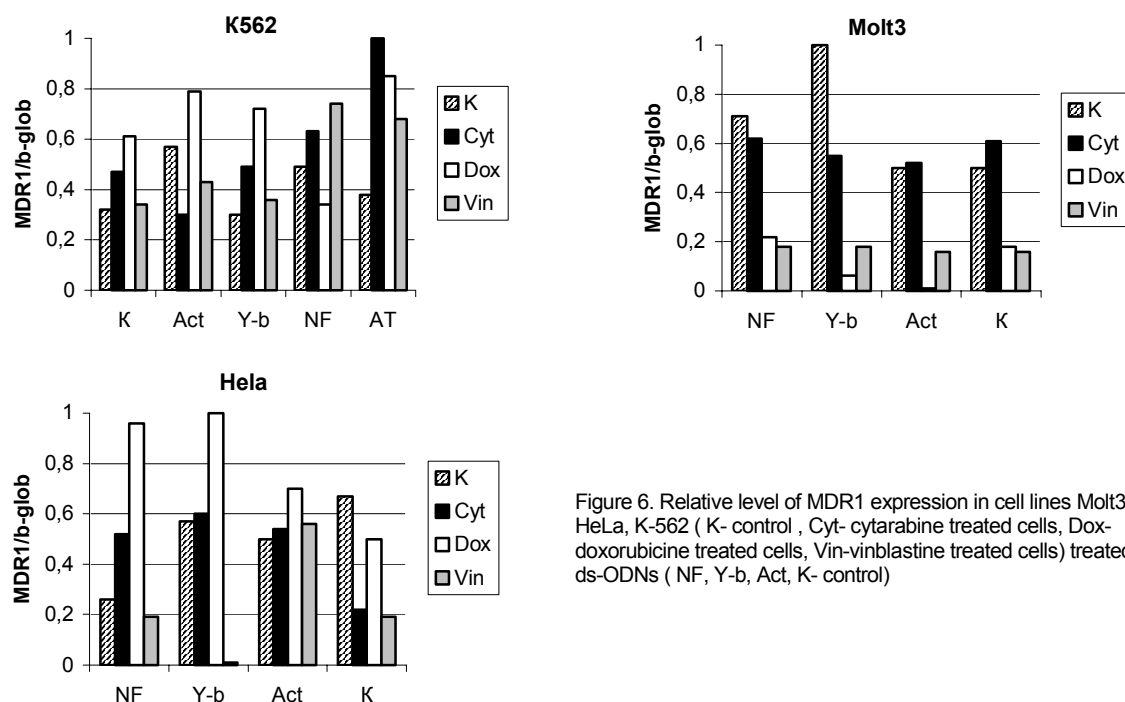 K562
MDR1/b-glob
1
0,8
0,6
0,4
0,2
0
К Act Y-b NF AT
K
Cyt
Dox
Vin
Molt3
MDR1/b-glob
1
0,8
0,6
0,4
0,2
0
NF Y-b Act К
K
Cyt
Dox
Vin
Hela
MDR1/b-glob
1
0,8
0,6
0,4
0,2
0
NF Y-b Act К
K
Cyt
Dox
Vin
Figure 6. Relative level of MDR1 expression in cell lines Molt3
HeLa, K-562 ( K- control , Cyt- cytarabine treated cells, Dox-
doxorubicine treated cells, Vin-vinblastine treated cells) treated
ds-ODNs ( NF, Y-b, Act, K- control)